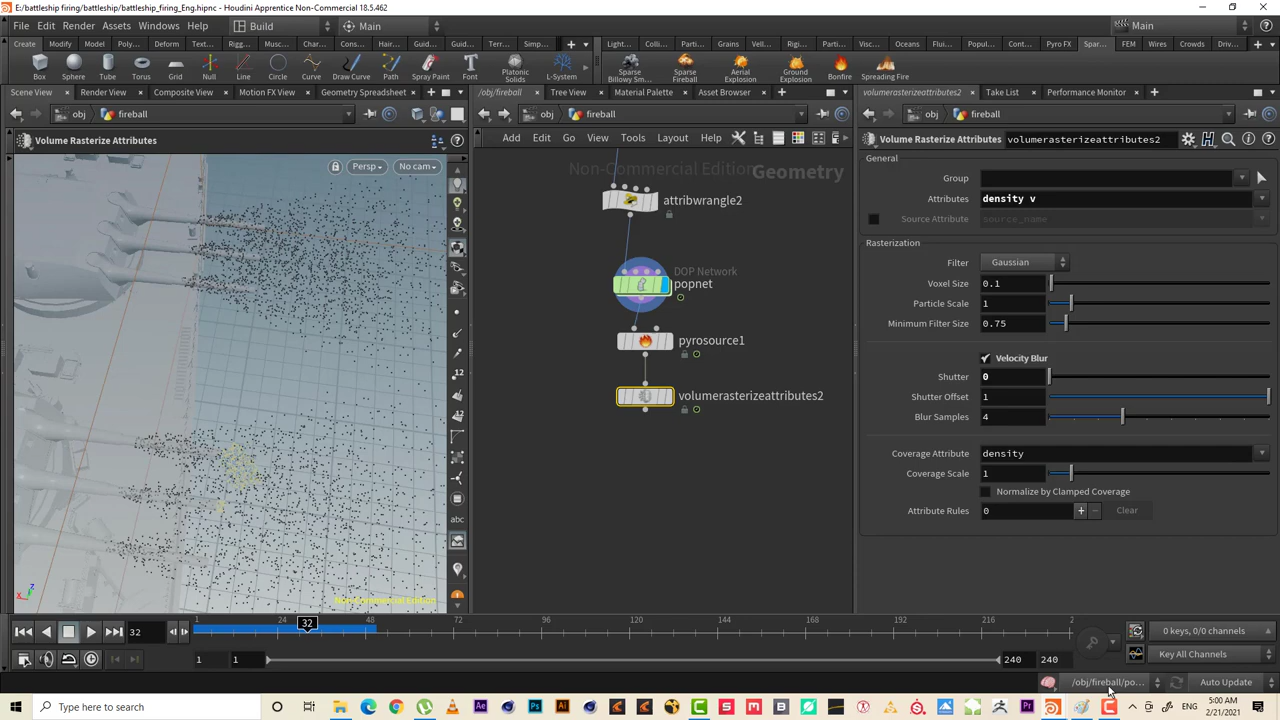 E:/battleship firing/battleship/battleship_firing_Eng.hipnc - Houdini Apprentice Non-Commercial 18.5.462
File Edit Render Assets Windows Help Build Main Main
Create Modify Model Poly... Deform Text... Rigg... Musc... Char... Cons... Hair... Guid... Guid... Terr... Simp... Light... Colli... Parti... Grains Vell... Rigi... Parti... Visc... Oceans Flui... Popul... Cont... Pyro FX Spar... FEM Wires Crowds Driv...
Box Sphere Tube Torus Grid Null Line Circle Curve Draw Curve Path Spray Paint Font Platonic Solids L-System Sparse Billowy Sm... Sparse Fireball Aerial Explosion Ground Explosion Bonfire Spreading Fire
Scene View Render View Composite View Motion FX View Geometry Spreadsheet /obj/fireball Tree View Material Palette Asset Browser volumerasterizeattributes2 Take List Performance Monitor
obj fireball obj fireball obj fireball
Volume Rasterize Attributes Add Edit Go View Tools Layout Help Volume Rasterize Attributes volumerasterizeattributes2
Persp No cam
Non-Commercial Edition Geometry
attribwrangle2
DOP Network
popnet
pyrosource1
volumerasterizeattributes2
12
12
abc
z
x
Non-Commercial Edition
General
Group
Attributes density v
Source Attribute source_name
Rasterization
Filter Gaussian
Voxel Size 0.1
Particle Scale 1
Minimum Filter Size 0.75
Velocity Blur
Shutter 0
Shutter Offset 1
Blur Samples 4
Coverage Attribute density
Coverage Scale 1
Normalize by Clamped Coverage
Attribute Rules 0 + - Clear
32 1 24 32 48 72 96 120 144 168 192 216 2 0 keys, 0/0 channels
1 1 240 240 Key All Channels
/obj/fireball/po... Auto Update
Type here to search ENG 5:00 AM
2/21/2021